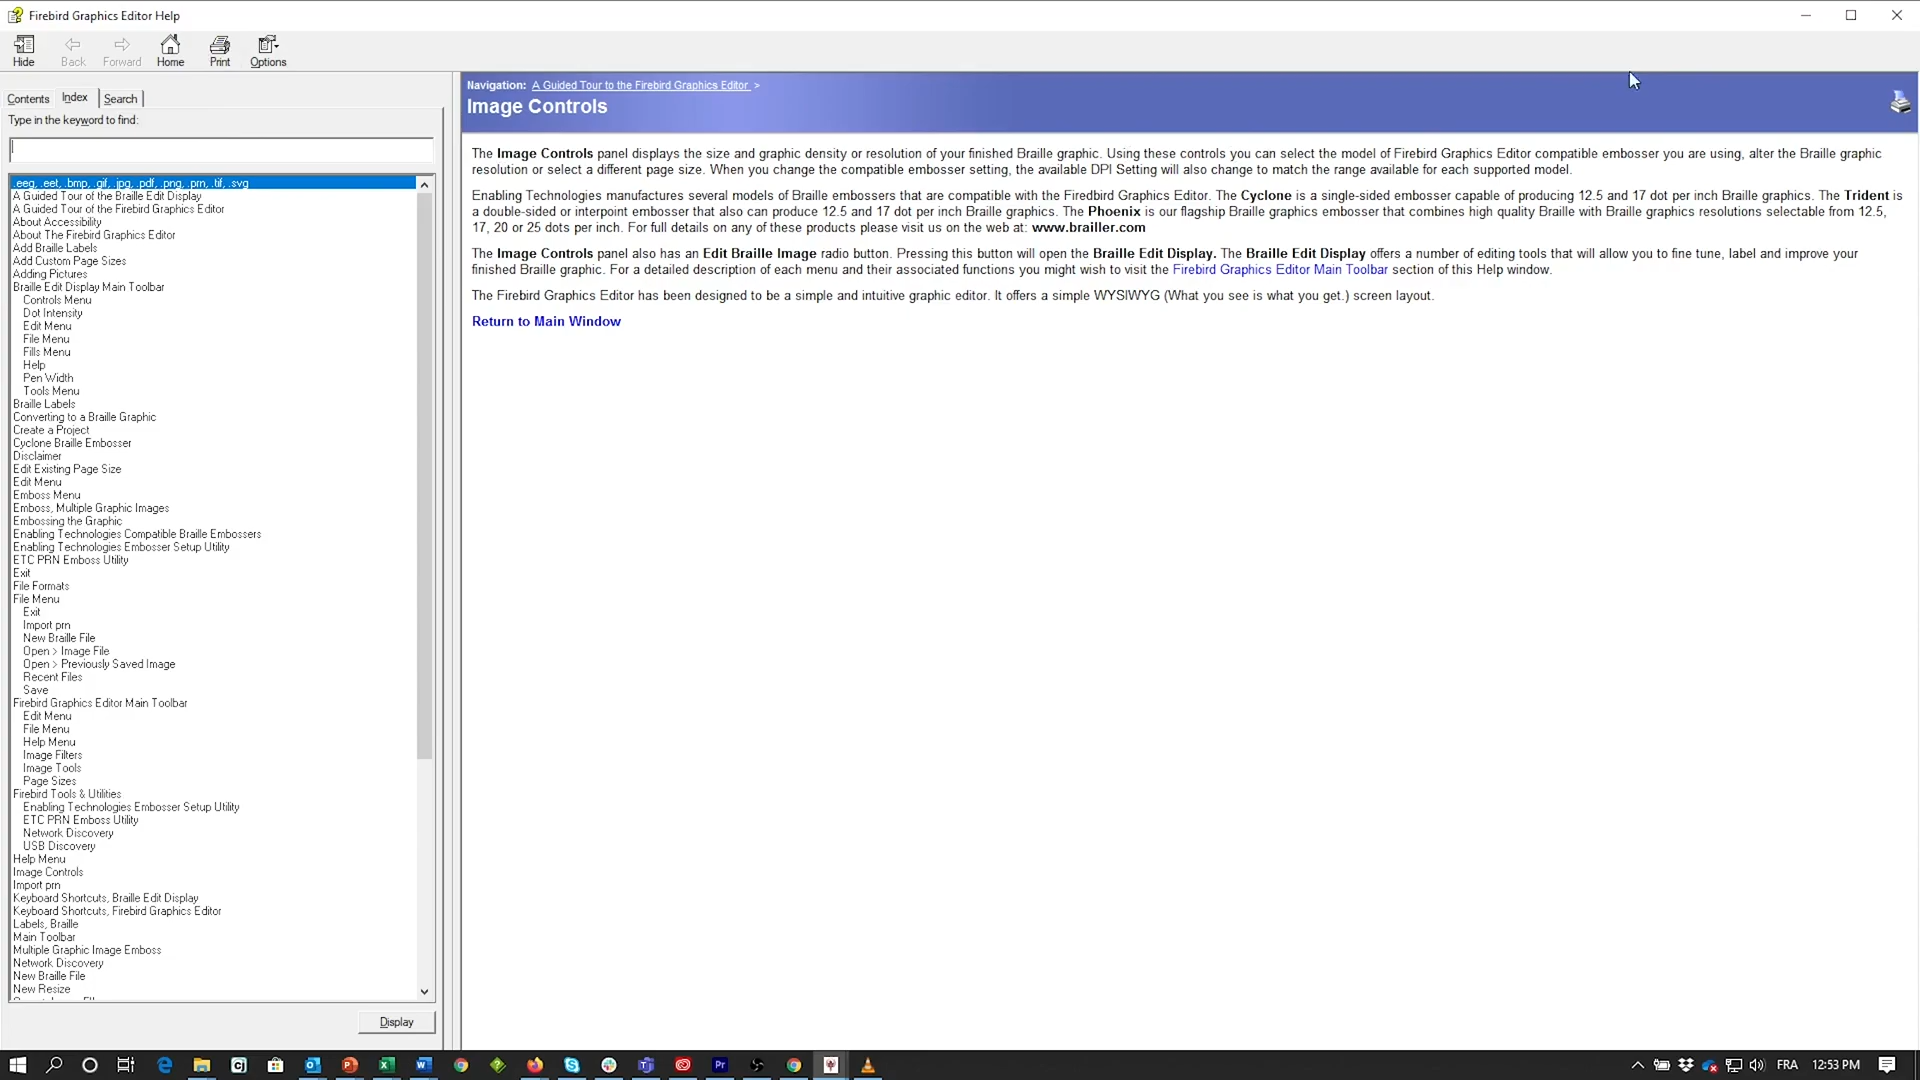 Firebird Graphics Editor Help
Hide Back Forward Home Print Options
Contents Index Search
Type in the keyword to find:
.eeg, .eet, .bmp, .gif, .jpg, .pdf, .png, .prn, .tif, .svg
A Guided Tour of the Braille Edit Display
A Guided Tour of the Firebird Graphics Editor
About Accessibility
About The Firebird Graphics Editor
Add Braille Labels
Add Custom Page Sizes
Adding Pictures
Braille Edit Display Main Toolbar
Controls Menu
Dot Intensity
Edit Menu
File Menu
Fills Menu
Help
Pen Width
Tools Menu
Braille Labels
Converting to a Braille Graphic
Create a Project
Cyclone Braille Embosser
Disclaimer
Edit Existing Page Size
Edit Menu
Emboss Menu
Emboss, Multiple Graphic Images
Embossing the Graphic
Enabling Technologies Compatible Braille Embossers
Enabling Technologies Embosser Setup Utility
ETC PRN Emboss Utility
Exit
File Formats
File Menu
Exit
Import prn
New Braille File
Open > Image File
Open > Previously Saved Image
Recent Files
Save
Firebird Graphics Editor Main Toolbar
Edit Menu
File Menu
Help Menu
Image Filters
Image Tools
Page Sizes
Firebird Tools & Utilities
Enabling Technologies Embosser Setup Utility
ETC PRN Emboss Utility
Network Discovery
USB Discovery
Help Menu
Image Controls
Import prn
Keyboard Shortcuts, Braille Edit Display
Keyboard Shortcuts, Firebird Graphics Editor
Labels, Braille
Main Toolbar
Multiple Graphic Image Emboss
Network Discovery
New Braille File
New Resize
Display
Navigation: A Guided Tour to the Firebird Graphics Editor >
Image Controls
The Image Controls panel displays the size and graphic density or resolution of your finished Braille graphic. Using these controls you can select the model of Firebird Graphics Editor compatible embosser you are using, alter the Braille graphic
resolution or select a different page size. When you change the compatible embosser setting, the available DPI Setting will also change to match the range available for each supported model.
Enabling Technologies manufactures several models of Braille embossers that are compatible with the Firedbird Graphics Editor. The Cyclone is a single-sided embosser capable of producing 12.5 and 17 dot per inch Braille graphics. The Trident is
a double-sided or interpoint embosser that also can produce 12.5 and 17 dot per inch Braille graphics. The Phoenix is our flagship Braille graphics embosser that combines high quality Braille with Braille graphics resolutions selectable from 12.5,
17, 20 or 25 dots per inch. For full details on any of these products please visit us on the web at: www.brailler.com
The Image Controls panel also has an Edit Braille Image radio button. Pressing this button will open the Braille Edit Display. The Braille Edit Display offers a number of editing tools that will allow you to fine tune, label and improve your
finished Braille graphic. For a detailed description of each menu and their associated functions you might wish to visit the Firebird Graphics Editor Main Toolbar section of this Help window.
The Firebird Graphics Editor has been designed to be a simple and intuitive graphic editor. It offers a simple WYSIWYG (What you see is what you get.) screen layout.
Return to Main Window
FRA 12:53 PM